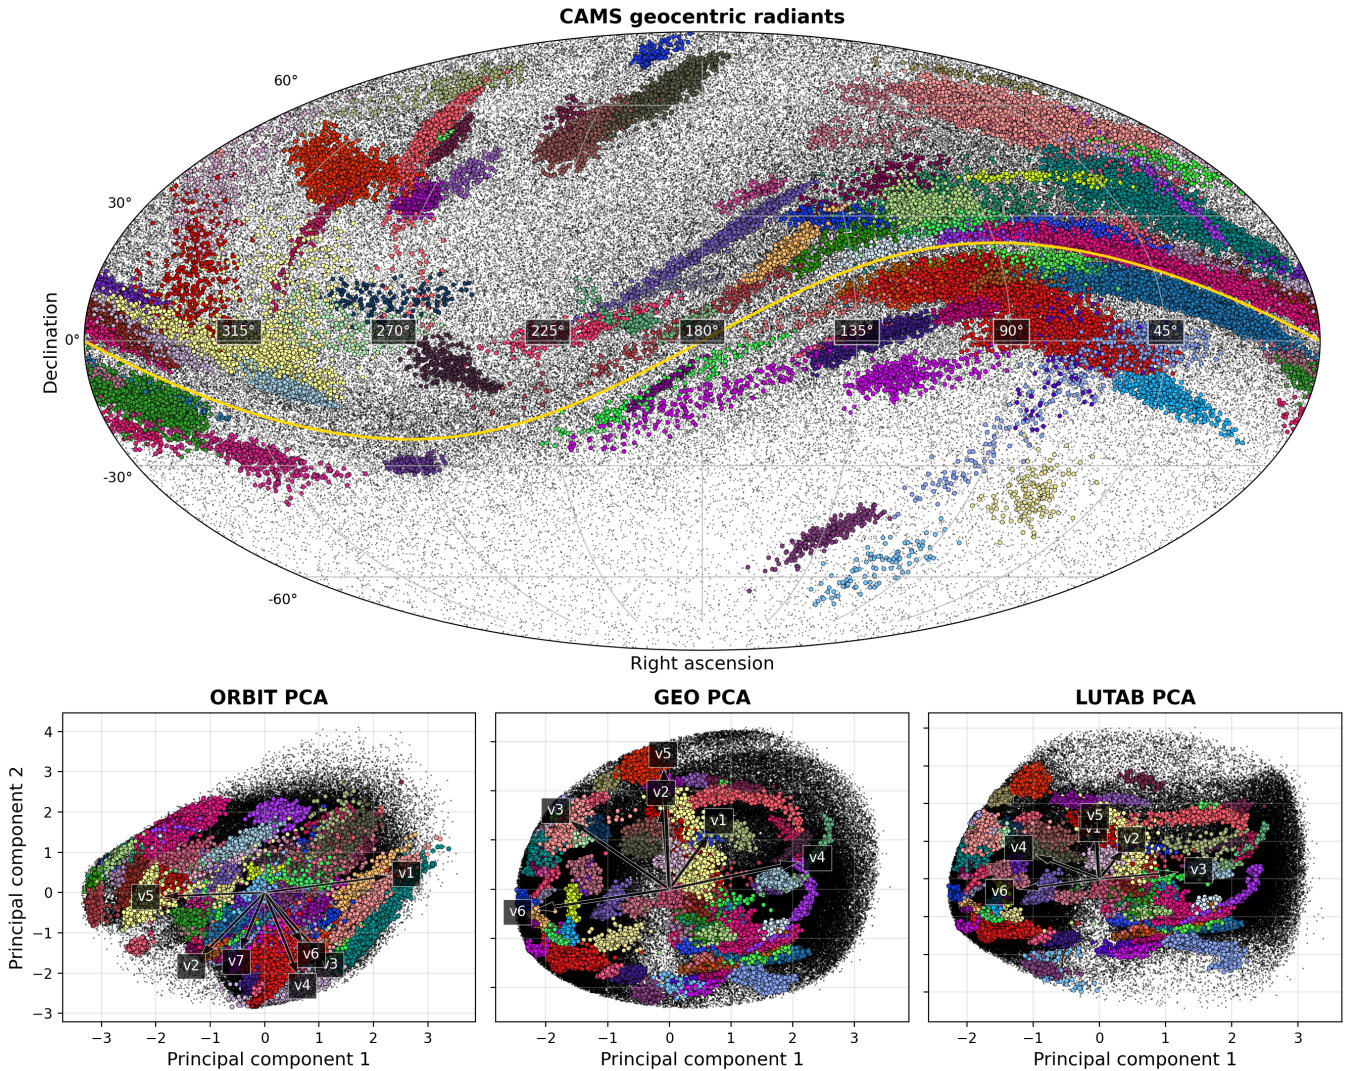 CAMS geocentric radiants
60°
30°
0°
-30°
-60°
315°
270°
225°
180°
135°
90°
45°
Declination
Right ascension
ORBIT PCA
GEO PCA
LUTAB PCA
4
3
2
1
0
−1
−2
−3
Principal component 2
v1
v5
v2
v7
v6
v3
v4
v5
v2
v3
v1
v4
v6
v5
v1
v2
v4
v3
v6
−3
−2
−1
0
1
2
3
−2
−1
0
1
2
3
−2
−1
0
1
2
3
Principal component 1
Principal component 1
Principal component 1